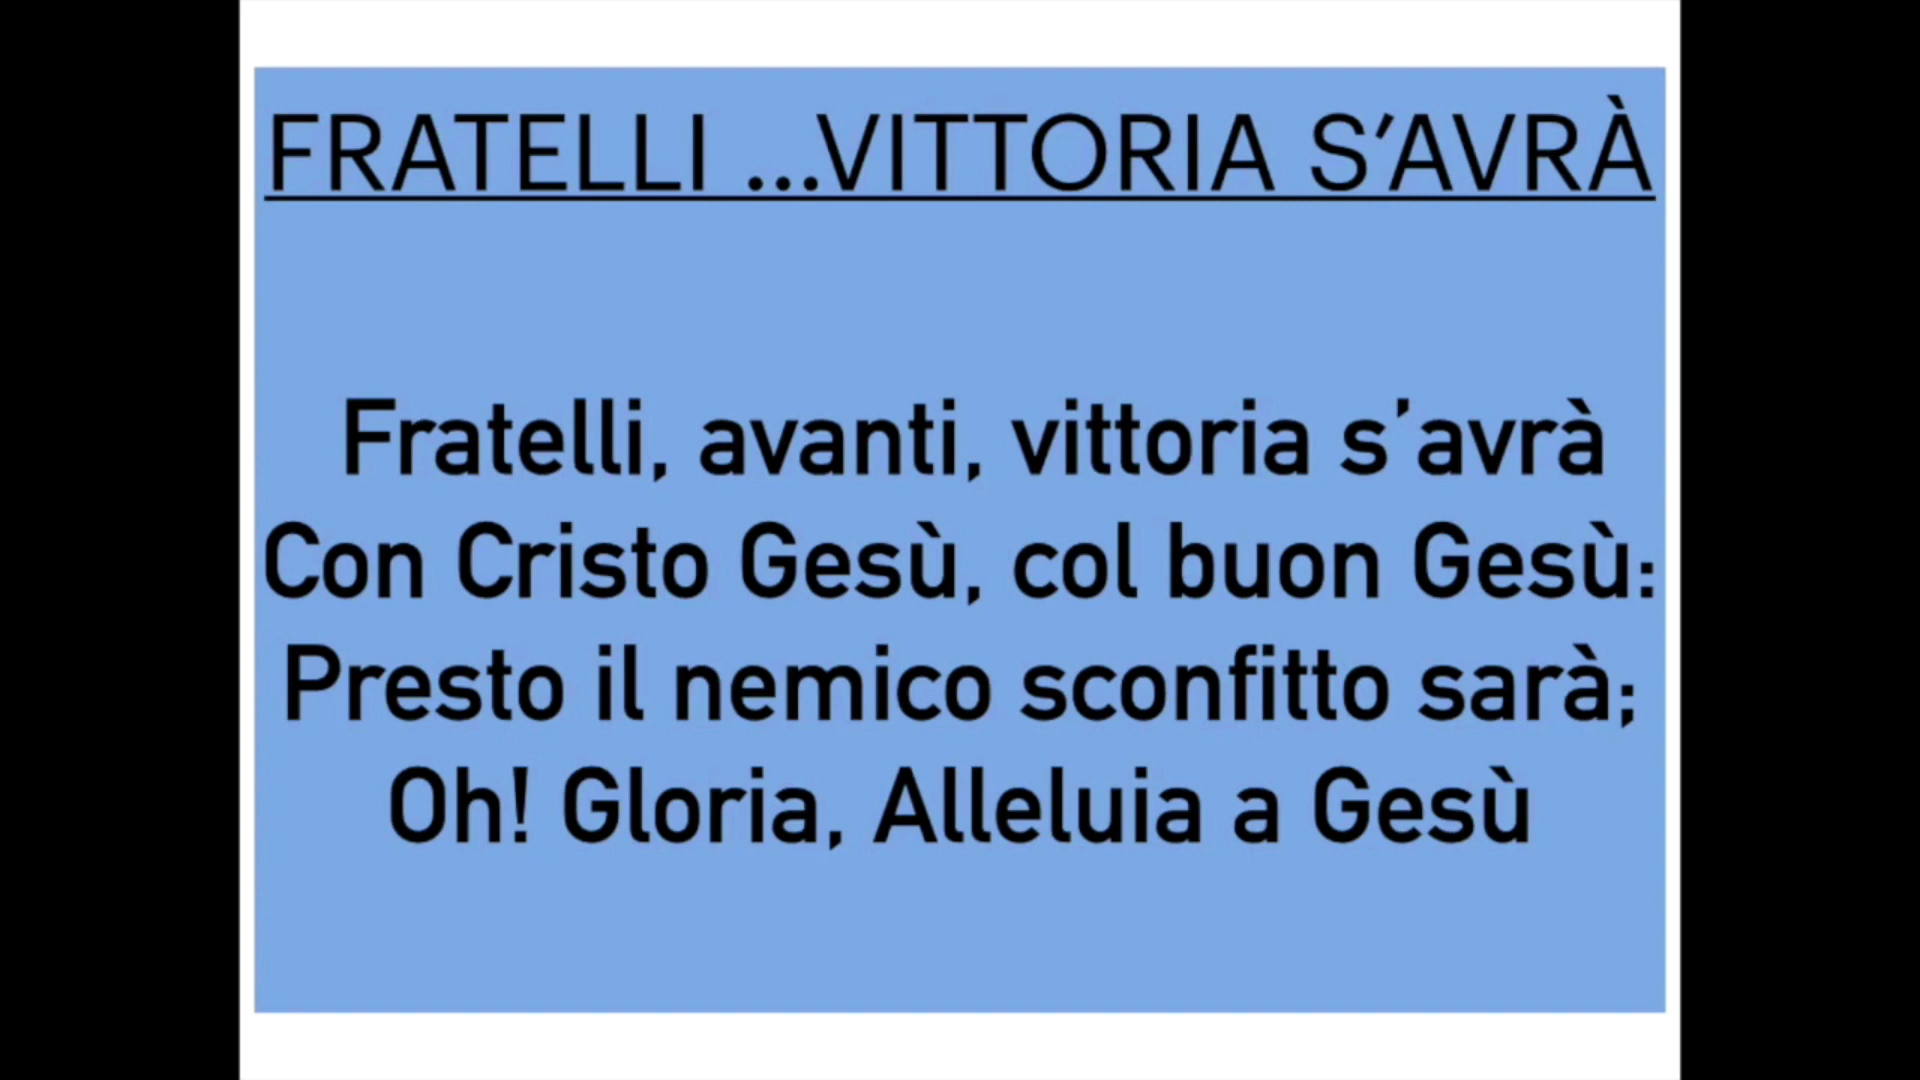 FRATELLI ...VITTORIA S’AVRÀ
Fratelli, avanti, vittoria s’avrà
Con Cristo Gesù, col buon Gesù:
Presto il nemico sconfitto sarà;
Oh! Gloria, Alleluia a Gesù